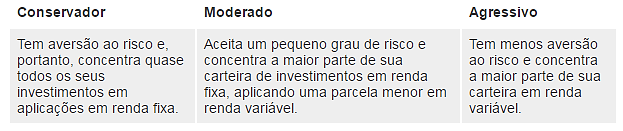 Conservador
Moderado
Agressivo
Tem aversão ao risco e,
portanto, concentra quase
todos os seus
investimentos em
aplicações em renda fixa.
Aceita um pequeno grau de risco e
concentra a maior parte de sua
carteira de investimentos em renda
fixa, aplicando uma parcela menor em
renda variável.
Tem menos aversão
ao risco e concentra
a maior parte de sua
carteira em renda
variável.